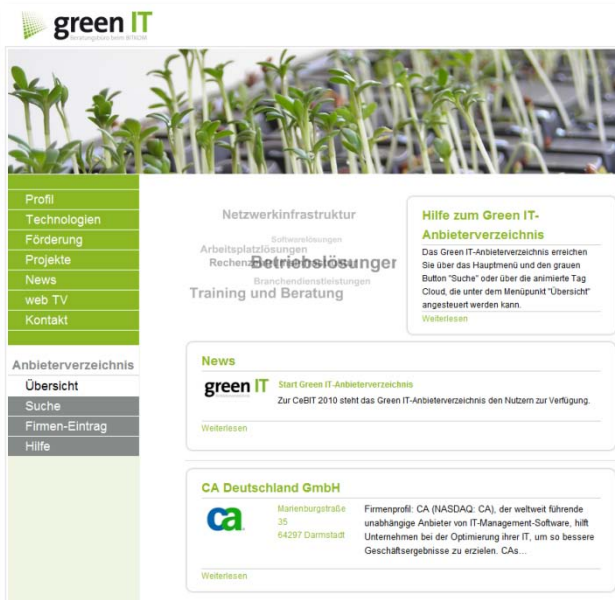 green IT
Beratungsbüro beim BITKOM
Profil
Technologien
Förderung
Projekte
News
web TV
Kontakt
Anbieterverzeichnis
Übersicht
Suche
Firmen-Eintrag
Hilfe
Netzwerkinfrastruktur
Softwarelösungen
Arbeitsplatzlösungen
Betriebslösungen
Branchendienstleistungen
Training und Beratung
Hilfe zum Green IT-
Anbieterverzeichnis
Das Green IT-Anbieterverzeichnis erreichen
Sie über das Hauptmenü und den grauen
Button "Suche" oder über die animierte Tag
Cloud, die unter dem Menüpunkt "Übersicht"
angesteuert werden kann.
Weiterlesen
News
green IT
Start Green IT-Anbieterverzeichnis
Zur CeBIT 2010 steht das Green IT-Anbieterverzeichnis den Nutzern zur Verfügung.
Weiterlesen
CA Deutschland GmbH
ca
Marienburgstraße
35
64297 Darmstadt
Firmenprofil: CA (NASDAQ: CA), der weltweit führende
unabhängige Anbieter von IT-Management-Software, hilft
Unternehmen bei der Optimierung ihrer IT, um so bessere
Geschäftsergebnisse zu erzielen. CAs...
Weiterlesen